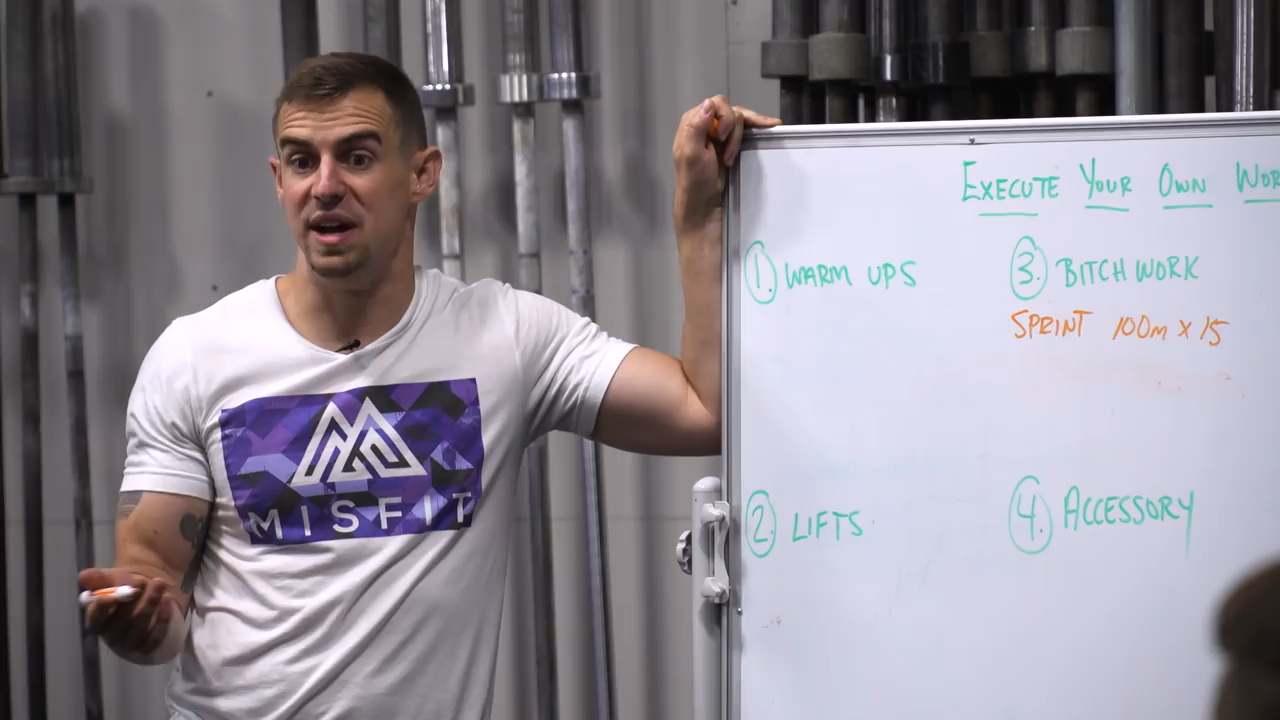 MISFIT
EXECUTE YOUR OWN
1. WARM UPS
2. LIFTS
3. BITCH WORK
SPRINT 100m x 15
4. ACCESSORY